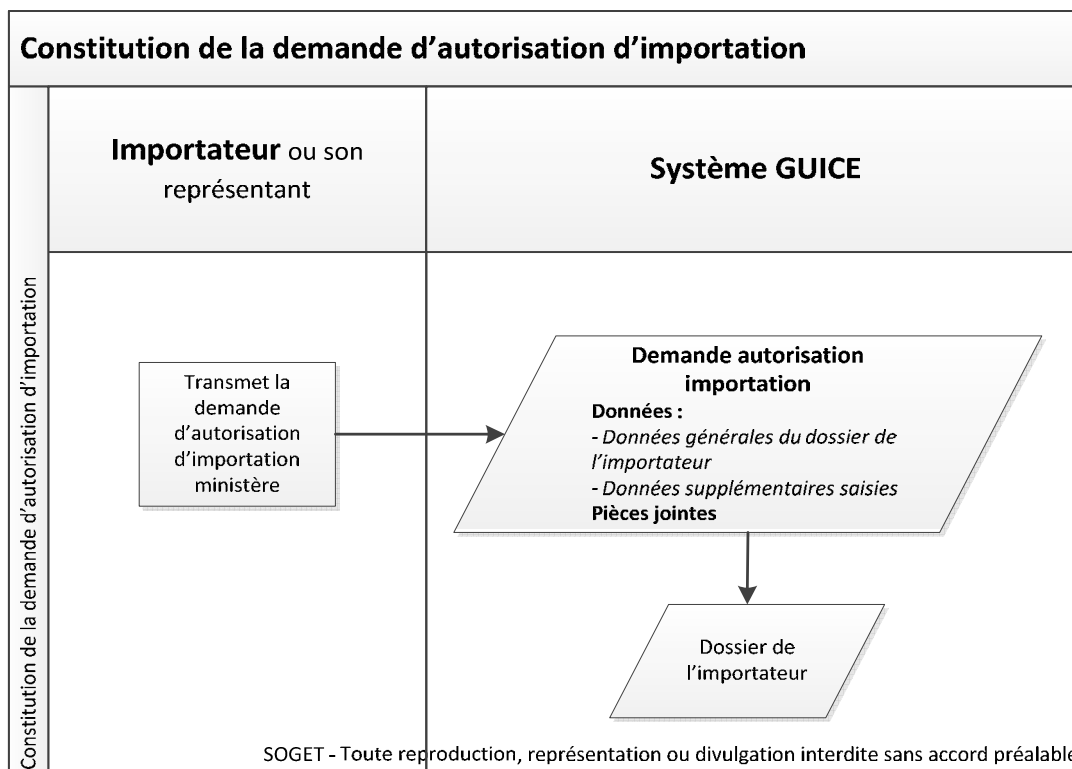 Constitution de la demande d'autorisation d'importation
Importateur ou son
représentant
Système GUICE
Constitution de la demande d'autorisation d'importation
Transmet la
demande
d'autorisation
d'importation
ministère
Demande autorisation
importation
Données :
- Données générales du dossier de
l'importateur
- Données supplémentaires saisies
Pièces jointes
Dossier de
l'importateur
SOGET - Toute reproduction, représentation ou divulgation interdite sans accord préalable